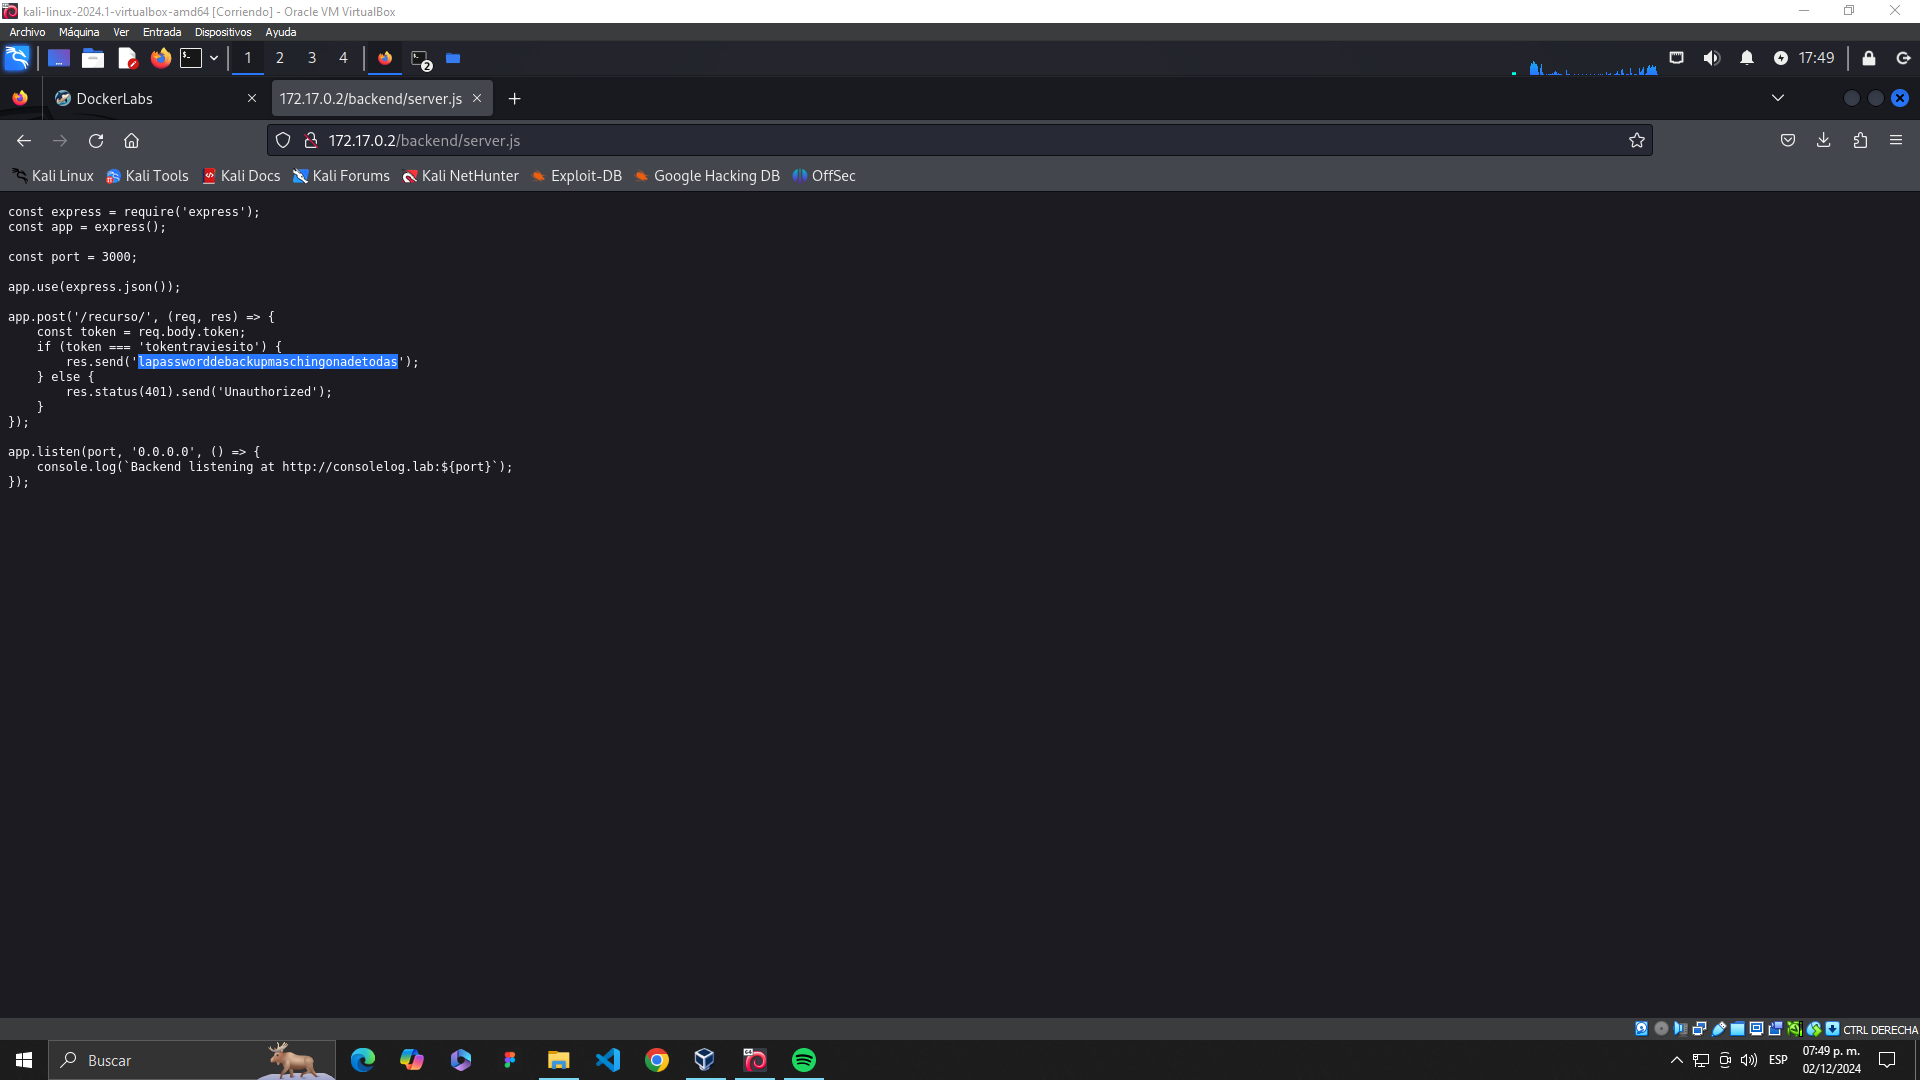 kali-linux-2024.1-virtualbox-amd64 [Corriendo] - Oracle VM VirtualBox
Archivo Máquina Ver Entrada Dispositivos Ayuda
1 2 3 4 2 17:49
DockerLabs 172.17.0.2/backend/server.js
172.17.0.2/backend/server.js
Kali Linux Kali Tools Kali Docs Kali Forums Kali NetHunter Exploit-DB Google Hacking DB OffSec
const express = require('express');
const app = express();
const port = 3000;
app.use(express.json());
app.post('/recurso/', (req, res) => {
    const token = req.body.token;
    if (token === 'tokentraviesito') {
        res.send('lapassworddebackupmaschingonadetodas');
    } else {
        res.status(401).send('Unauthorized');
    }
});
app.listen(port, '0.0.0.0', () => {
    console.log(`Backend listening at http://consolelog.lab:${port}`);
});
CTRL DERECHA
Buscar
ESP
07:49 p. m.
02/12/2024